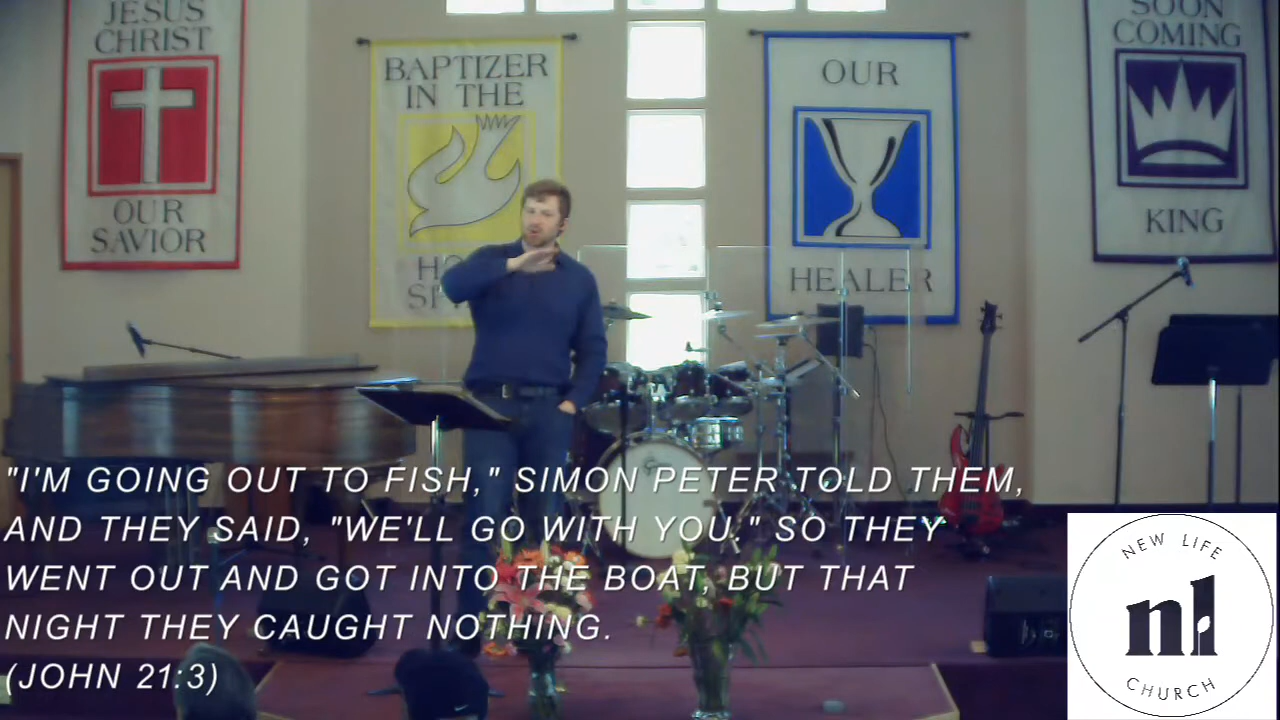 JESUS
CHRIST
OUR
SAVIOR
BAPTIZER
IN THE
OUR
HEALER
SOON
COMING
KING
"I'M GOING OUT TO FISH," SIMON PETER TOLD THEM,
AND THEY SAID, "WE'LL GO WITH YOU." SO THEY
WENT OUT AND GOT INTO THE BOAT, BUT THAT
NIGHT THEY CAUGHT NOTHING.
(JOHN 21:3)
NEW LIFE
nl
CHURCH